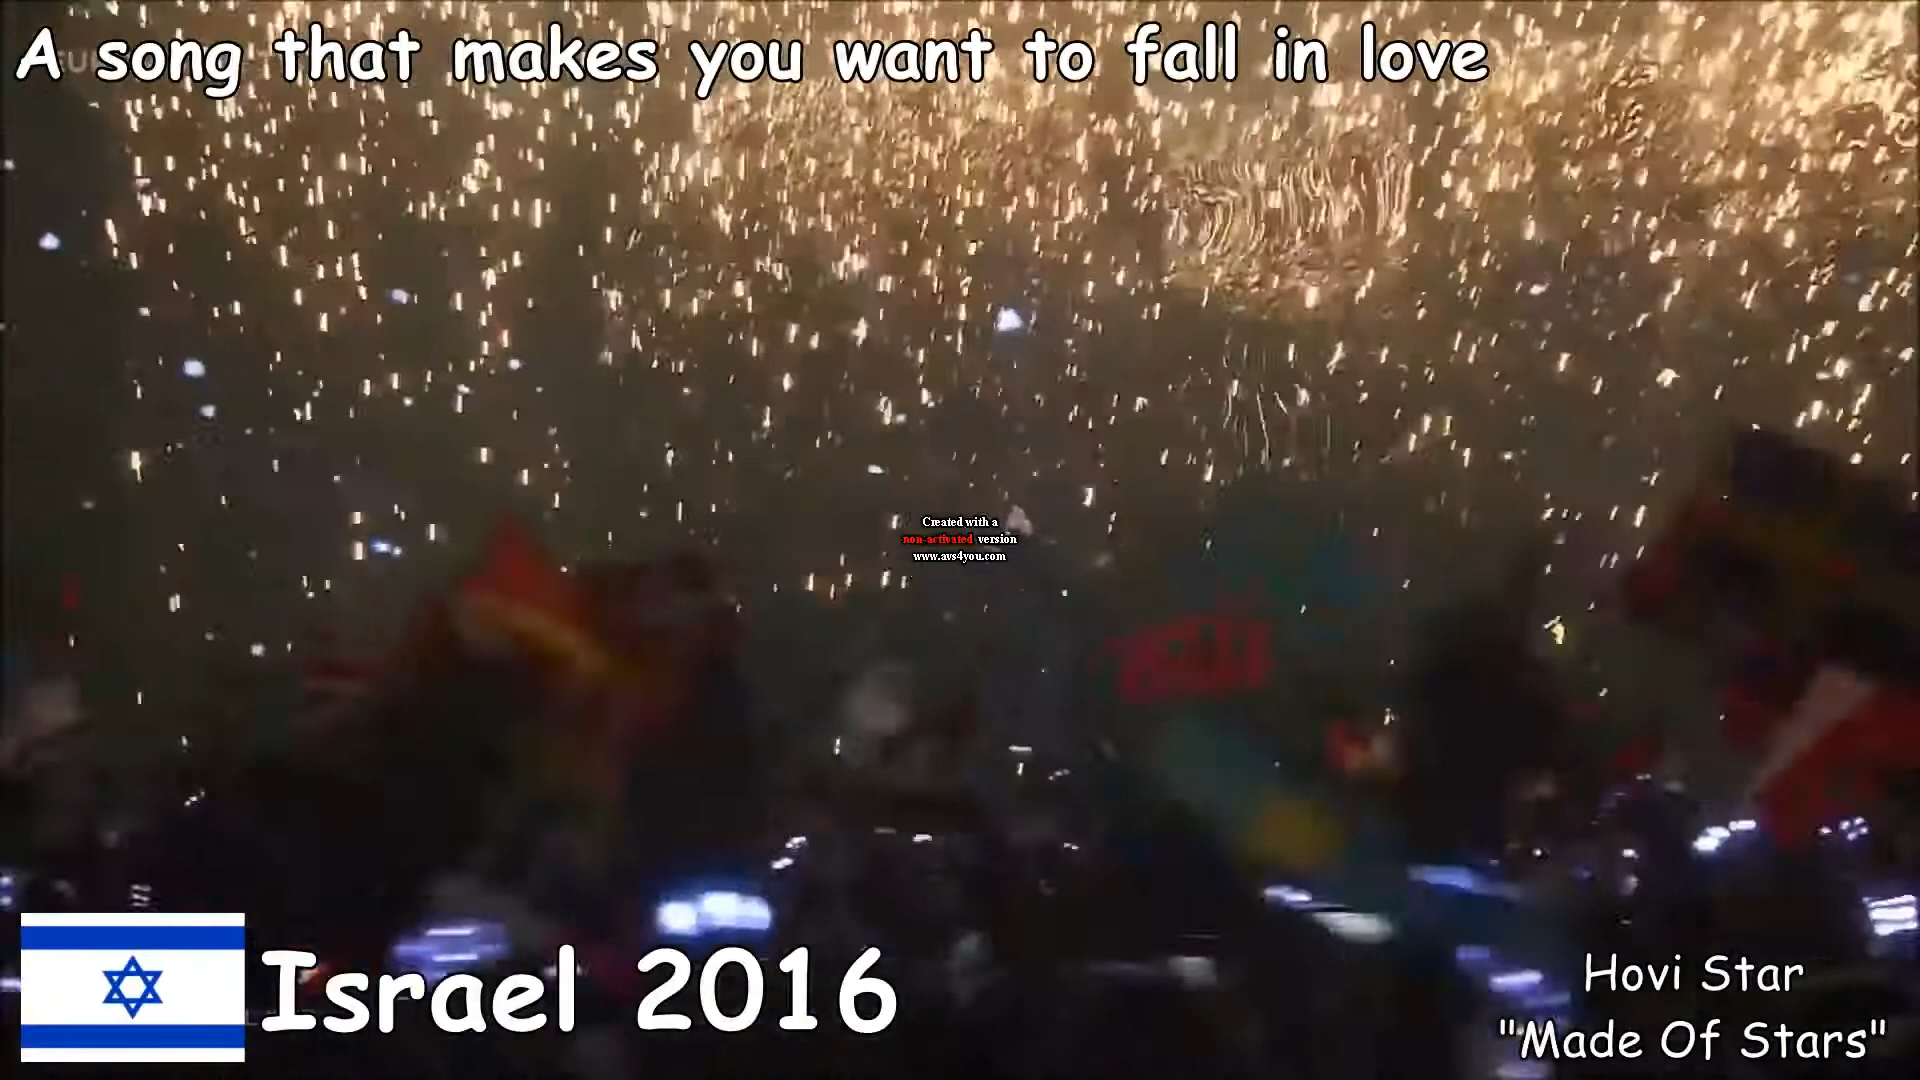 A song that makes you want to fall in love
Created with a
non-activated version
www.avs4you.com
Israel 2016
Hovi Star
"Made Of Stars"